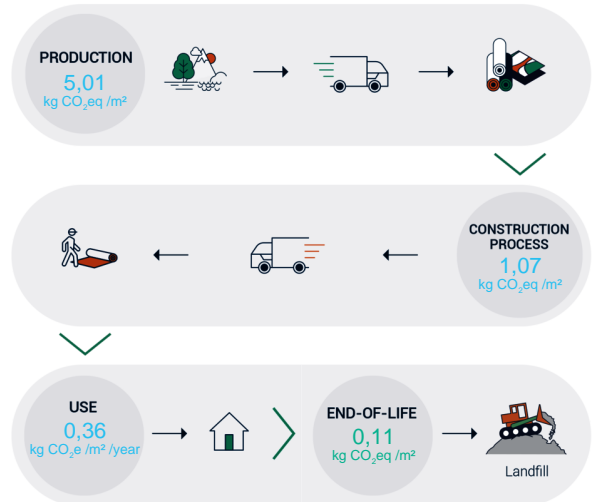 PRODUCTION
5,01
kg CO₂eq /m²
CONSTRUCTION
PROCESS
1,07
kg CO₂eq /m²
USE
0,36
kg CO₂e /m² /year
END-OF-LIFE
0,11
kg CO₂eq /m²
Landfill